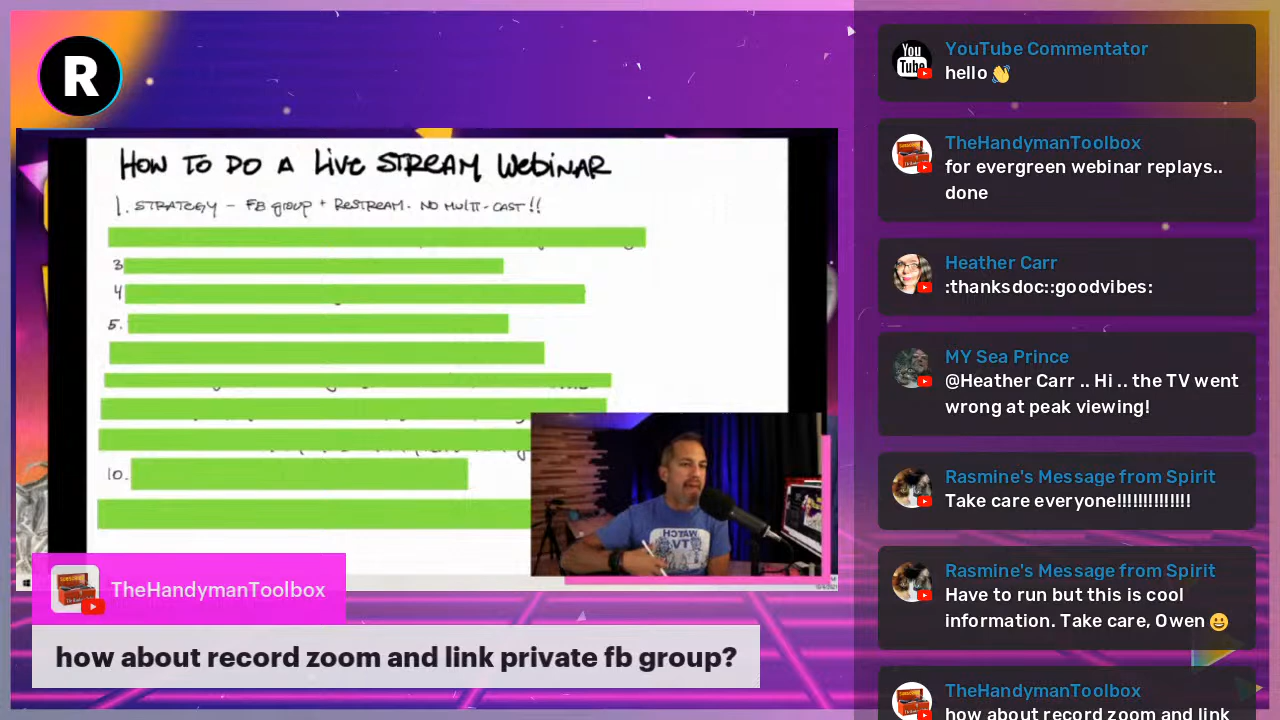 R
HOW TO DO A LIVE STREAM WEBINAR
1. STRATEGY - FB group + RESTREAM. NO MULTI-CAST!!
3
4
5.
10.
TheHandymanToolbox
how about record zoom and link private fb group?
You
Tube
YouTube Commentator
hello 👋
TheHandymanToolbox
for evergreen webinar replays..
done
Heather Carr
:thanksdoc::goodvibes:
MY Sea Prince
@Heather Carr .. Hi .. the TV went
wrong at peak viewing!
Rasmine's Message from Spirit
Take care everyone!!!!!!!!!!!!!!
Rasmine's Message from Spirit
Have to run but this is cool
information. Take care, Owen 😀
TheHandymanToolbox
how about record zoom and link